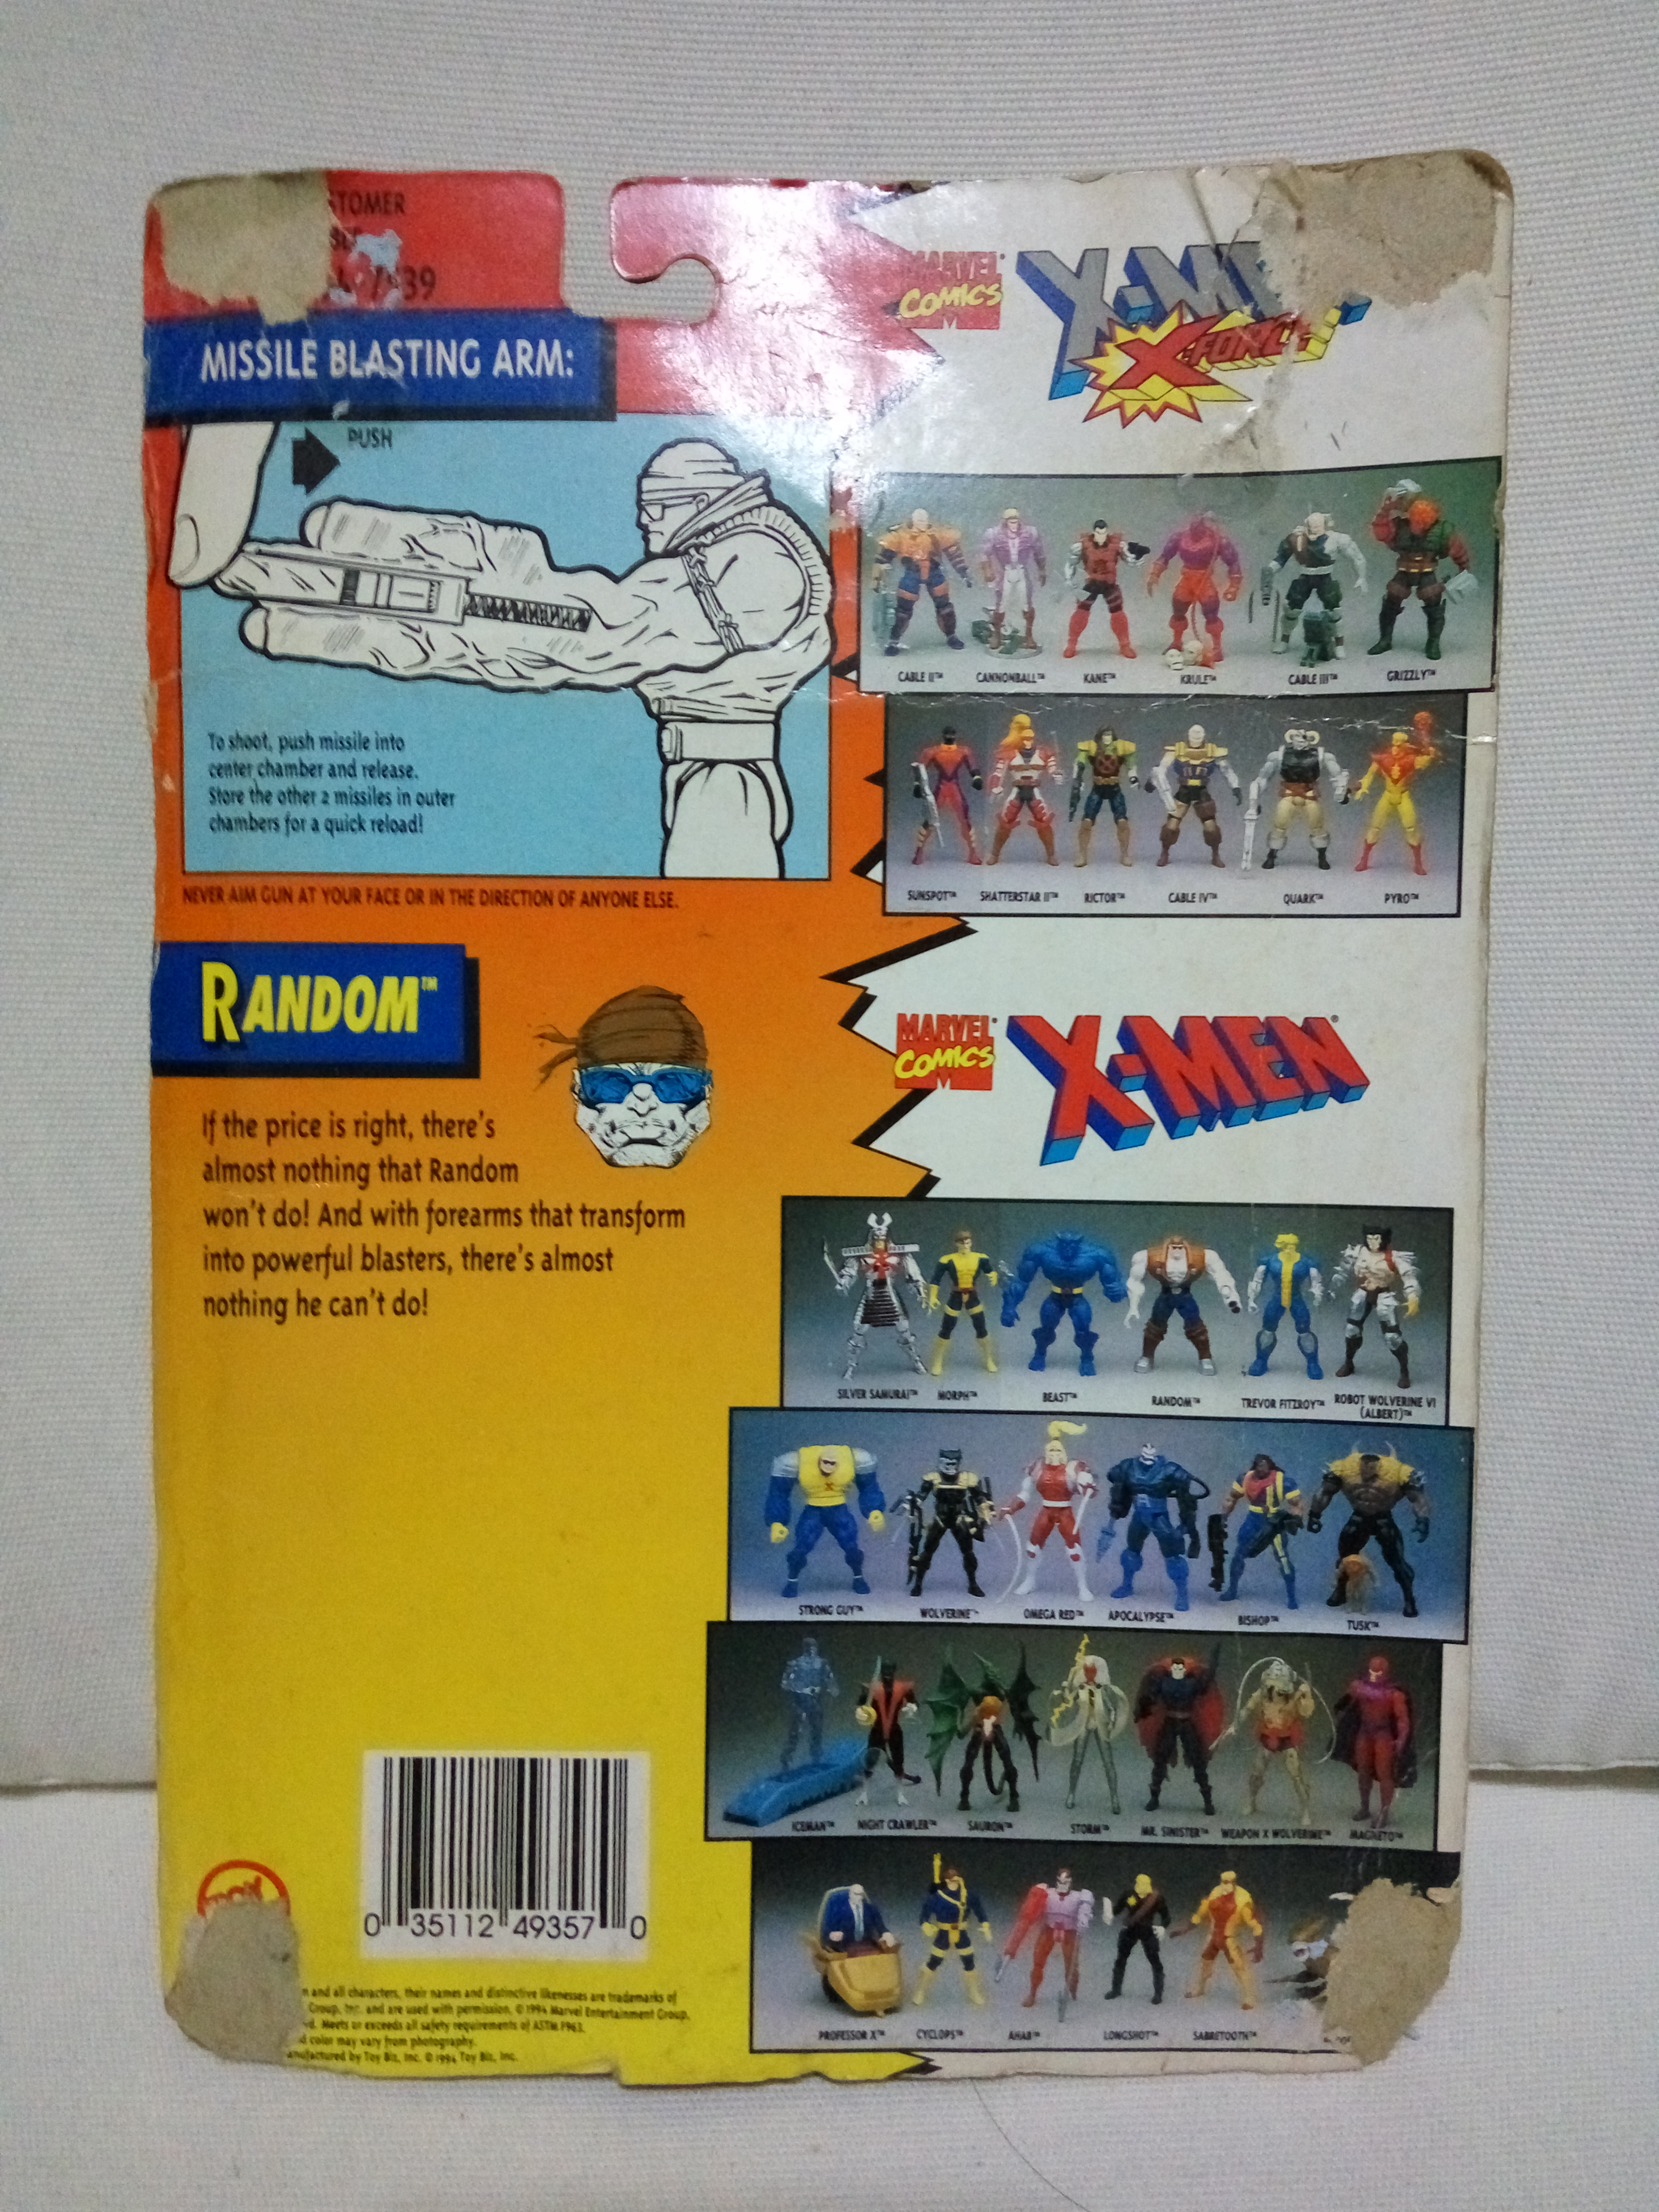 TOMER
MISSILE BLASTING ARM:
PUSH
To shoot, push missile into
center chamber and release.
Store the other 2 missiles in outer
chambers for a quick reload!
NEVER AIM GUN AT YOUR FACE OR IN THE DIRECTION OF ANYONE ELSE.
RANDOM™
If the price is right, there's
almost nothing that Random
won't do! And with forearms that transform
into powerful blasters, there's almost
nothing he can't do!
0 35112 49357 0
and all characters, their names and distinctive likenesses are trademarks of
Group, Inc. and are used with permission. © 1994 Marvel Entertainment Group,
Meets or exceeds all safety requirements of ASTM F963.
color may vary from photography.
by Toy Biz, Inc. © 1994 Toy Biz, Inc.
MARVEL
COMICS
X-M
X-FORCE
CABLE II™ CANNONBALL™ KANE™ KRULE™ CABLE III™ GRIZZLY™
SUNSPOT™ SHATTERSTAR II™ RICTOR™ CABLE IV™ QUARK™ PYRO™
MARVEL
COMICS
X-MEN®
SILVER SAMURAI™ MORPH™ BEAST™ RANDOM™ TREVOR FITZROY™ ROBOT WOLVERINE VI
(ALBERT)™
STRONG GUY™ WOLVERINE™ OMEGA RED™ APOCALYPSE™ BISHOP™ TUSK™
ICEMAN™ NIGHT CRAWLER™ SAURON™ STORM™ MR. SINISTER™ WEAPON X WOLVERINE™ MAGNETO™
PROFESSOR X™ CYCLOPS™ AHAB™ LONGSHOT™ SABRETOOTH™